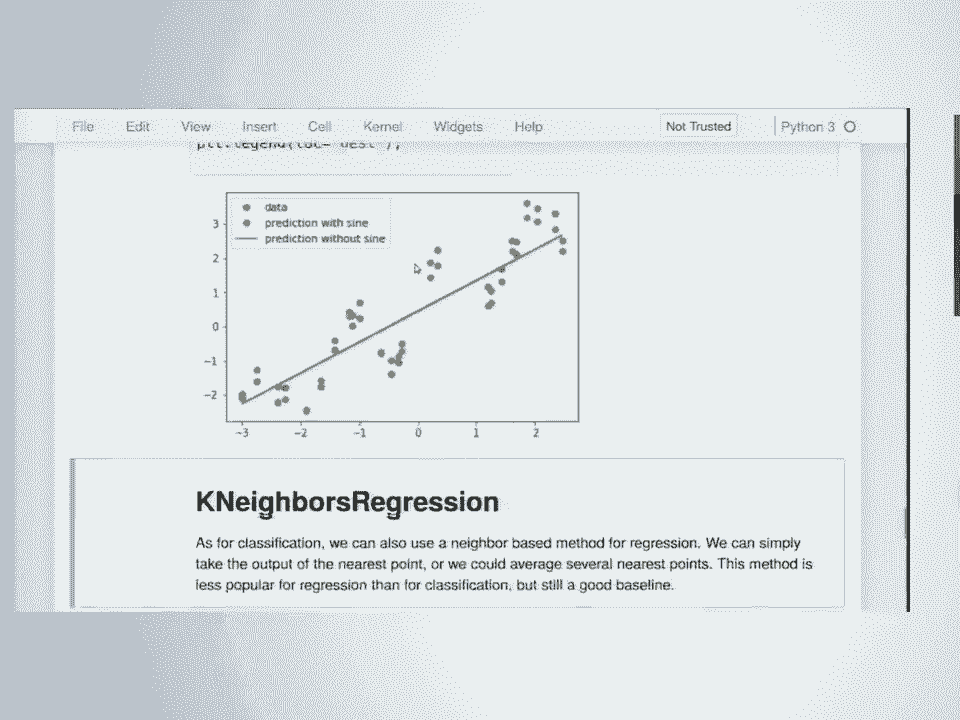 File Edit View Insert Cell Kernel Widgets Help Not Trusted Python 3
plt.legend(loc="best");
data
prediction with sine
prediction without sine
3
2
1
0
−1
−2
−3 −2 −1 0 1 2
KNeighborsRegression
As for classification, we can also use a neighbor based method for regression. We can simply
take the output of the nearest point, or we could average several nearest points. This method is
less popular for regression than for classification, but still a good baseline.